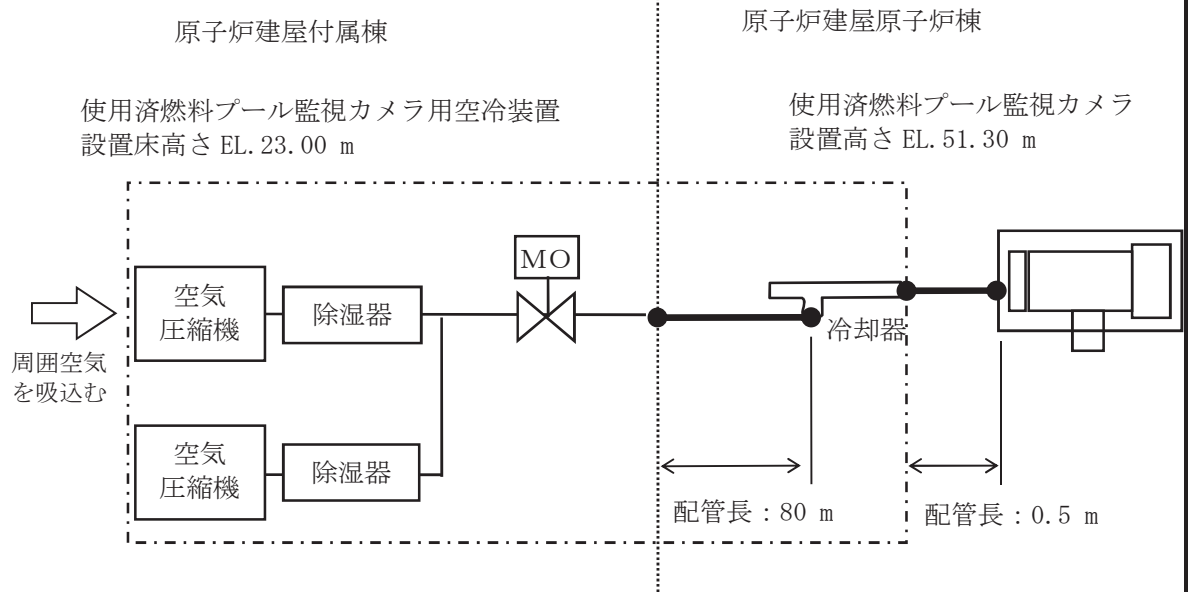 原子炉建屋付属棟
原子炉建屋原子炉棟
使用済燃料プール監視カメラ用空冷装置
設置床高さ EL.23.00 m
使用済燃料プール監視カメラ
設置高さ EL.51.30 m
MO
空気
圧縮機
除湿器
冷却器
周囲空気
を吸込む
空気
圧縮機
除湿器
配管長：80 m
配管長：0.5 m